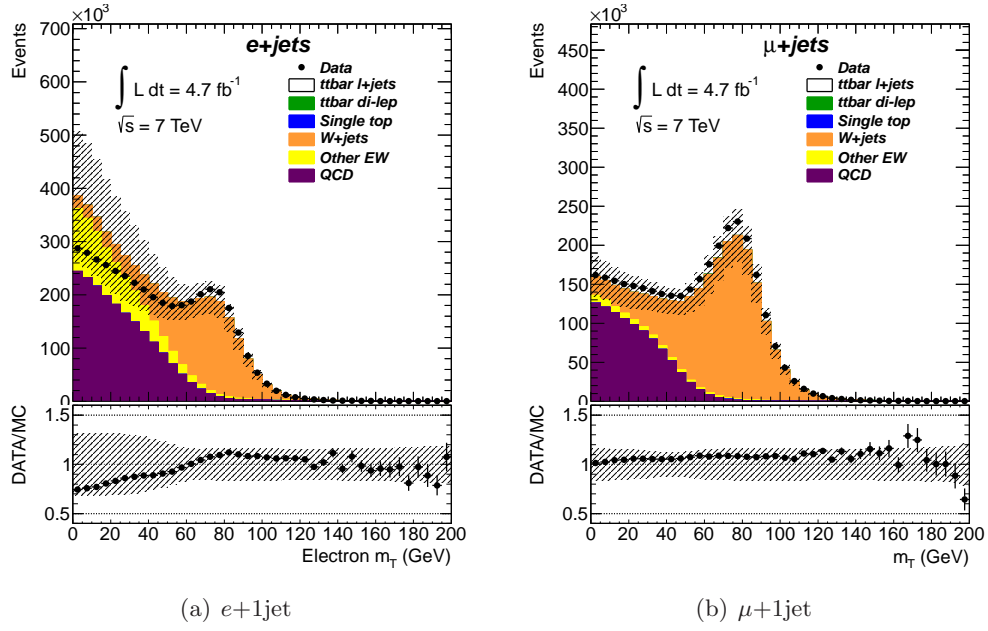 ×10³
Events
700
600
500
400
300
200
100
0
e+jets
∫ L dt = 4.7 fb⁻¹
√s = 7 TeV
Data
ttbar l+jets
ttbar di-lep
Single top
W+jets
Other EW
QCD
DATA/MC
1.5
1
0.5
0 20 40 60 80 100 120 140 160 180 200
Electron m_T (GeV)
(a) e+1jet
×10³
Events
450
400
350
300
250
200
150
100
50
0
μ+jets
∫ L dt = 4.7 fb⁻¹
√s = 7 TeV
Data
ttbar l+jets
ttbar di-lep
Single top
W+jets
Other EW
QCD
DATA/MC
1.5
1
0.5
0 20 40 60 80 100 120 140 160 180 200
m_T (GeV)
(b) μ+1jet